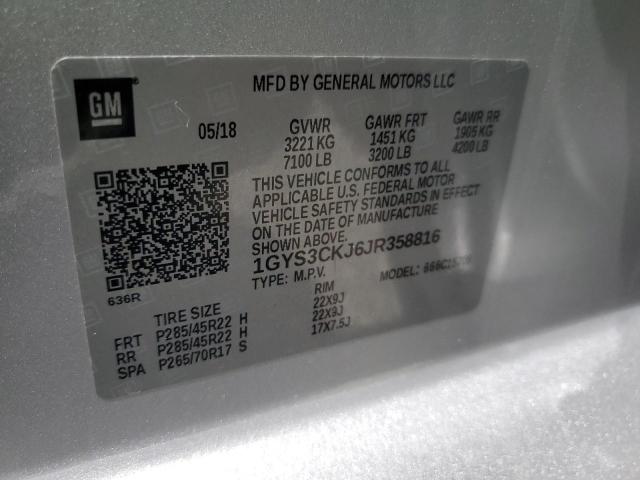 GM
MFD BY GENERAL MOTORS LLC
05/18
GVWR GAWR FRT GAWR RR
3221 KG 1451 KG 1905 KG
7100 LB 3200 LB 4200 LB
THIS VEHICLE CONFORMS TO ALL
APPLICABLE U.S. FEDERAL MOTOR
VEHICLE SAFETY STANDARDS IN EFFECT
ON THE DATE OF MANUFACTURE
SHOWN ABOVE.
1GYS3CKJ6JR358816
TYPE: M.P.V. MODEL:
636R
TIRE SIZE RIM
FRT P285/45R22 H 22X9J
RR P285/45R22 H 22X9J
SPA P265/70R17 S 17X7.5J